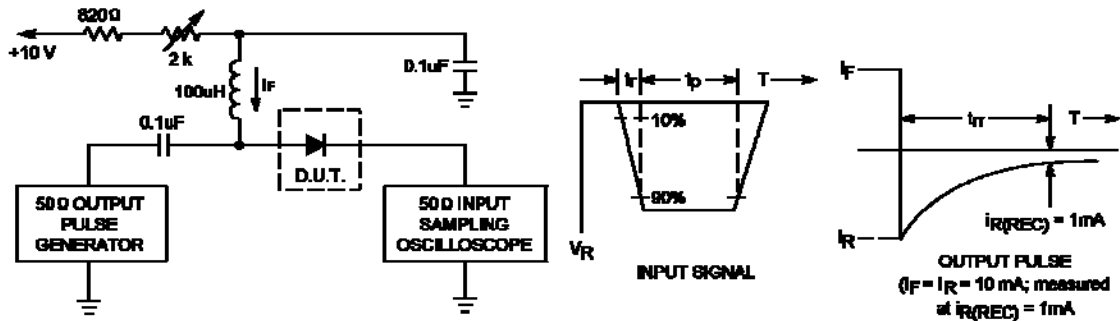 820Ω
+10 V
2 k
100uH
IF
0.1uF
0.1uF
D.U.T.
50 Ω OUTPUT
PULSE
GENERATOR
50 Ω INPUT
SAMPLING
OSCILLOSCOPE
tr
tp
T
10%
90%
VR
INPUT SIGNAL
IF
trr
T
IR
iR(REC) = 1mA
OUTPUT PULSE
(IF = IR = 10 mA; measured
at iR(REC) = 1mA